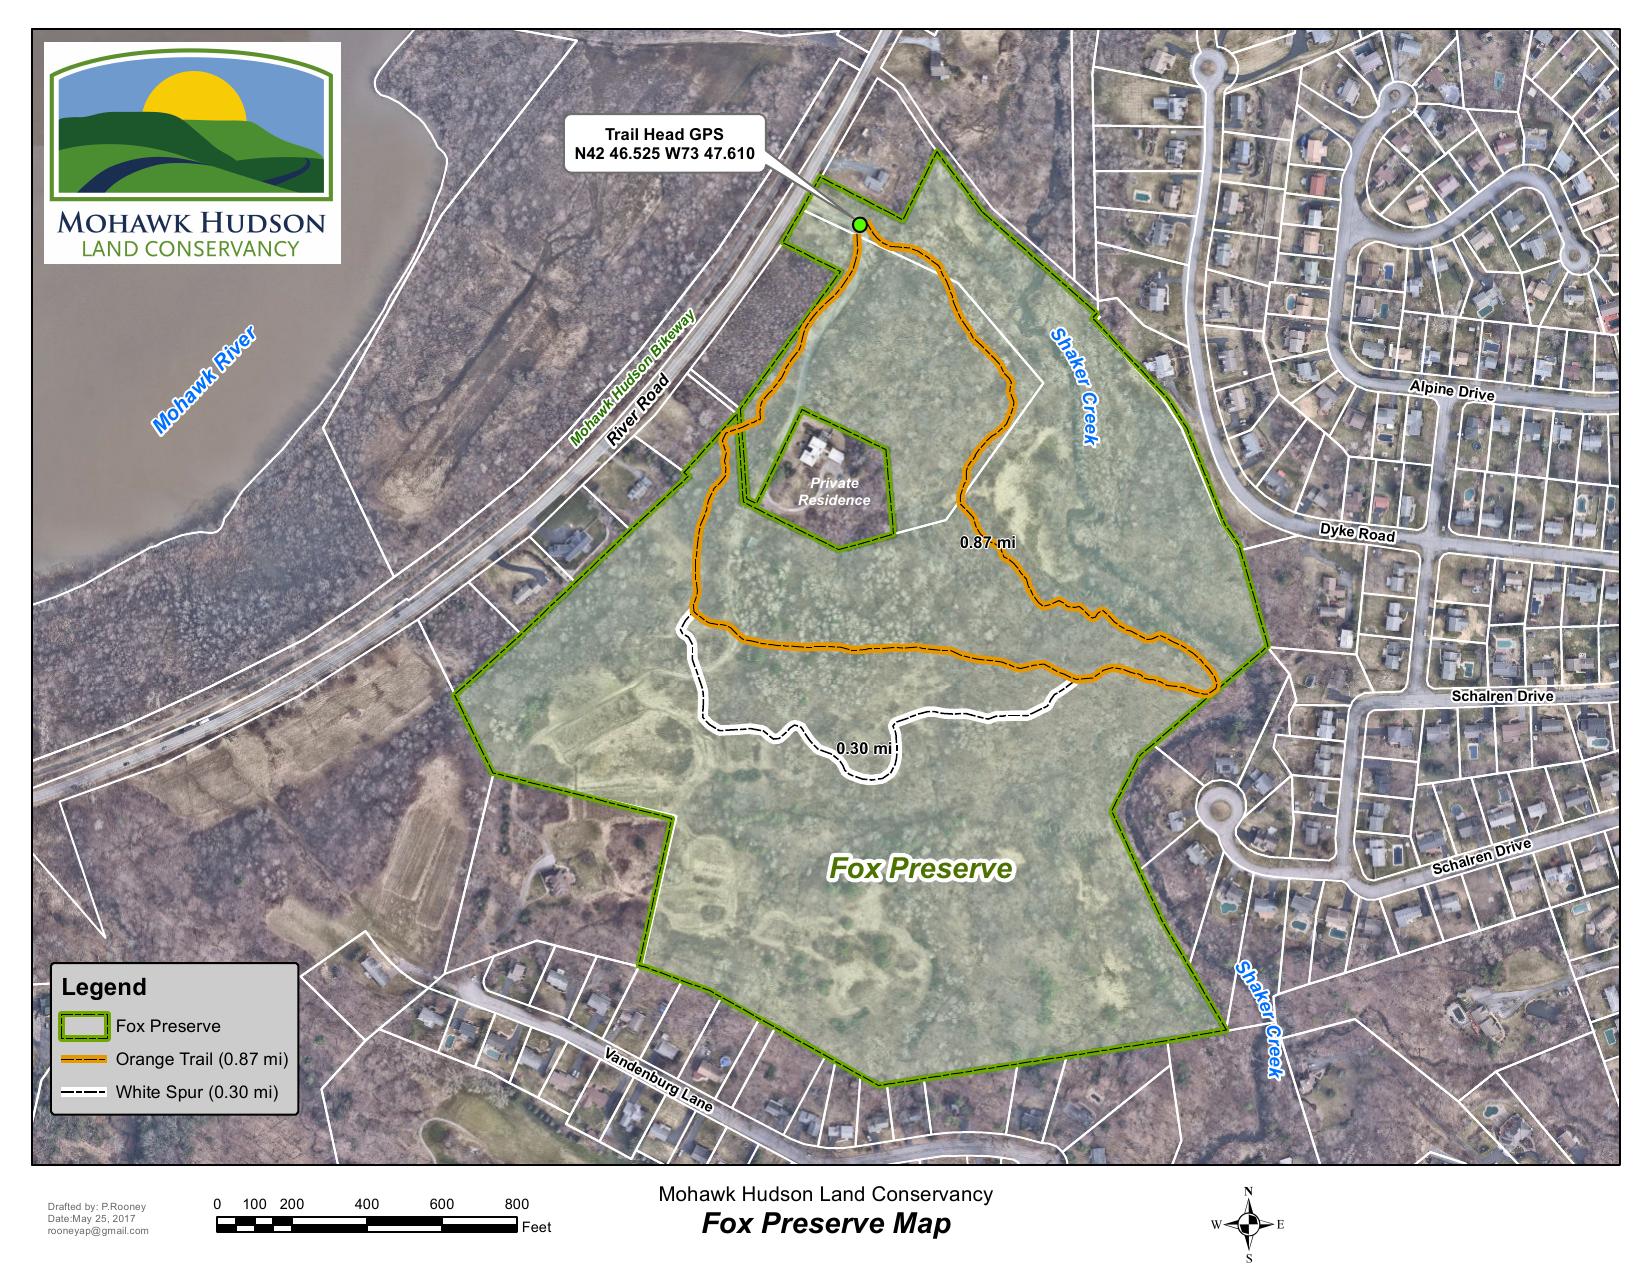 MOHAWK HUDSON
LAND CONSERVANCY
Trail Head GPS
N42 46.525 W73 47.610
Mohawk River
Mohawk Hudson Bikeway
River Road
Shaker Creek
Alpine Drive
Private
Residence
Dyke Road
0.87 mi
Schalren Drive
0.30 mi
Fox Preserve
Schalren Drive
Shaker Creek
Vandenburg Lane
Legend
Fox Preserve
Orange Trail (0.87 mi)
White Spur (0.30 mi)
Drafted by: P.Rooney
Date:May 25, 2017
rooneyap@gmail.com
0 100 200 400 600 800
Feet
Mohawk Hudson Land Conservancy
Fox Preserve Map
N
W E
S